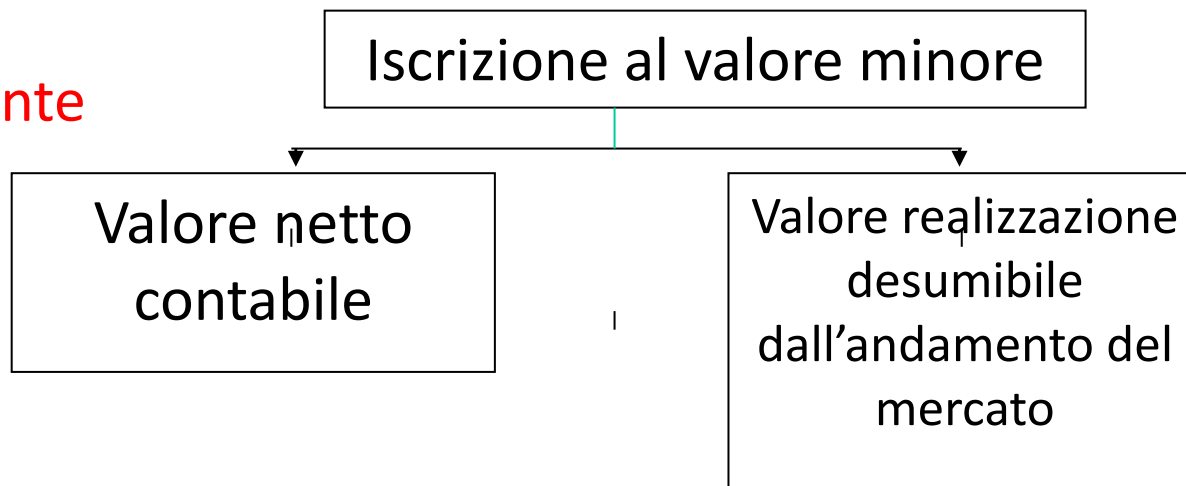 Iscrizione al valore minore
nte
Valore netto
contabile
Valore realizzazione
desumibile
dall’andamento del
mercato